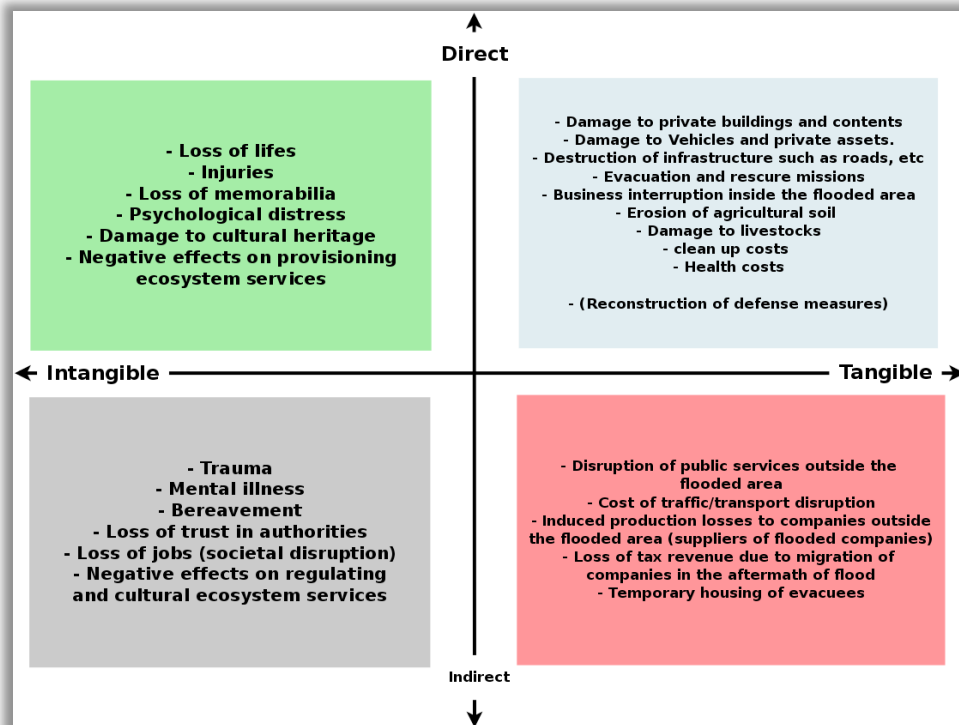 Direct
- Loss of lifes
- Injuries
- Loss of memorabilia
- Psychological distress
- Damage to cultural heritage
- Negative effects on provisioning
ecosystem services
- Damage to private buildings and contents
- Damage to Vehicles and private assets.
- Destruction of infrastructure such as roads, etc
- Evacuation and rescure missions
- Business interruption inside the flooded area
- Erosion of agricultural soil
- Damage to livestocks
- clean up costs
- Health costs
- (Reconstruction of defense measures)
Intangible
Tangible
- Trauma
- Mental illness
- Bereavement
- Loss of trust in authorities
- Loss of jobs (societal disruption)
- Negative effects on regulating
and cultural ecosystem services
- Disruption of public services outside the
flooded area
- Cost of traffic/transport disruption
- Induced production losses to companies outside
the flooded area (suppliers of flooded companies)
- Loss of tax revenue due to migration of
companies in the aftermath of flood
- Temporary housing of evacuees
Indirect